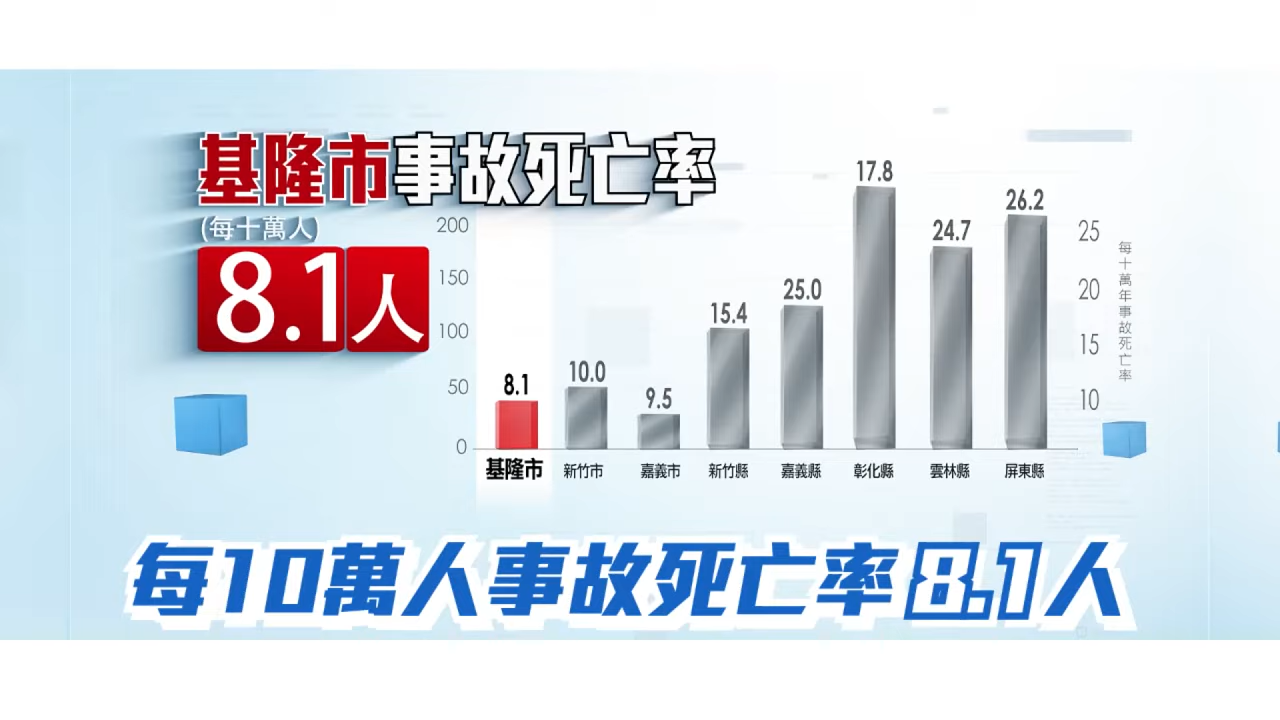 基隆市事故死亡率
(每十萬人)
8.1人
200
150
100
50
0
8.1
10.0
9.5
15.4
25.0
17.8
24.7
26.2
基隆市
新竹市
嘉義市
新竹縣
嘉義縣
彰化縣
雲林縣
屏東縣
25
20
15
10
每十萬年事故死亡率
每10萬人事故死亡率8.1人